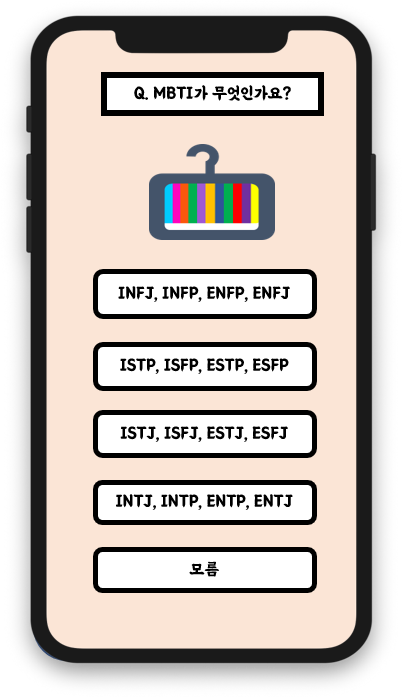 Q. MBTI가 무엇인가요?
INFJ, INFP, ENFP, ENFJ
ISTP, ISFP, ESTP, ESFP
ISTJ, ISFJ, ESTJ, ESFJ
INTJ, INTP, ENTP, ENTJ
모름